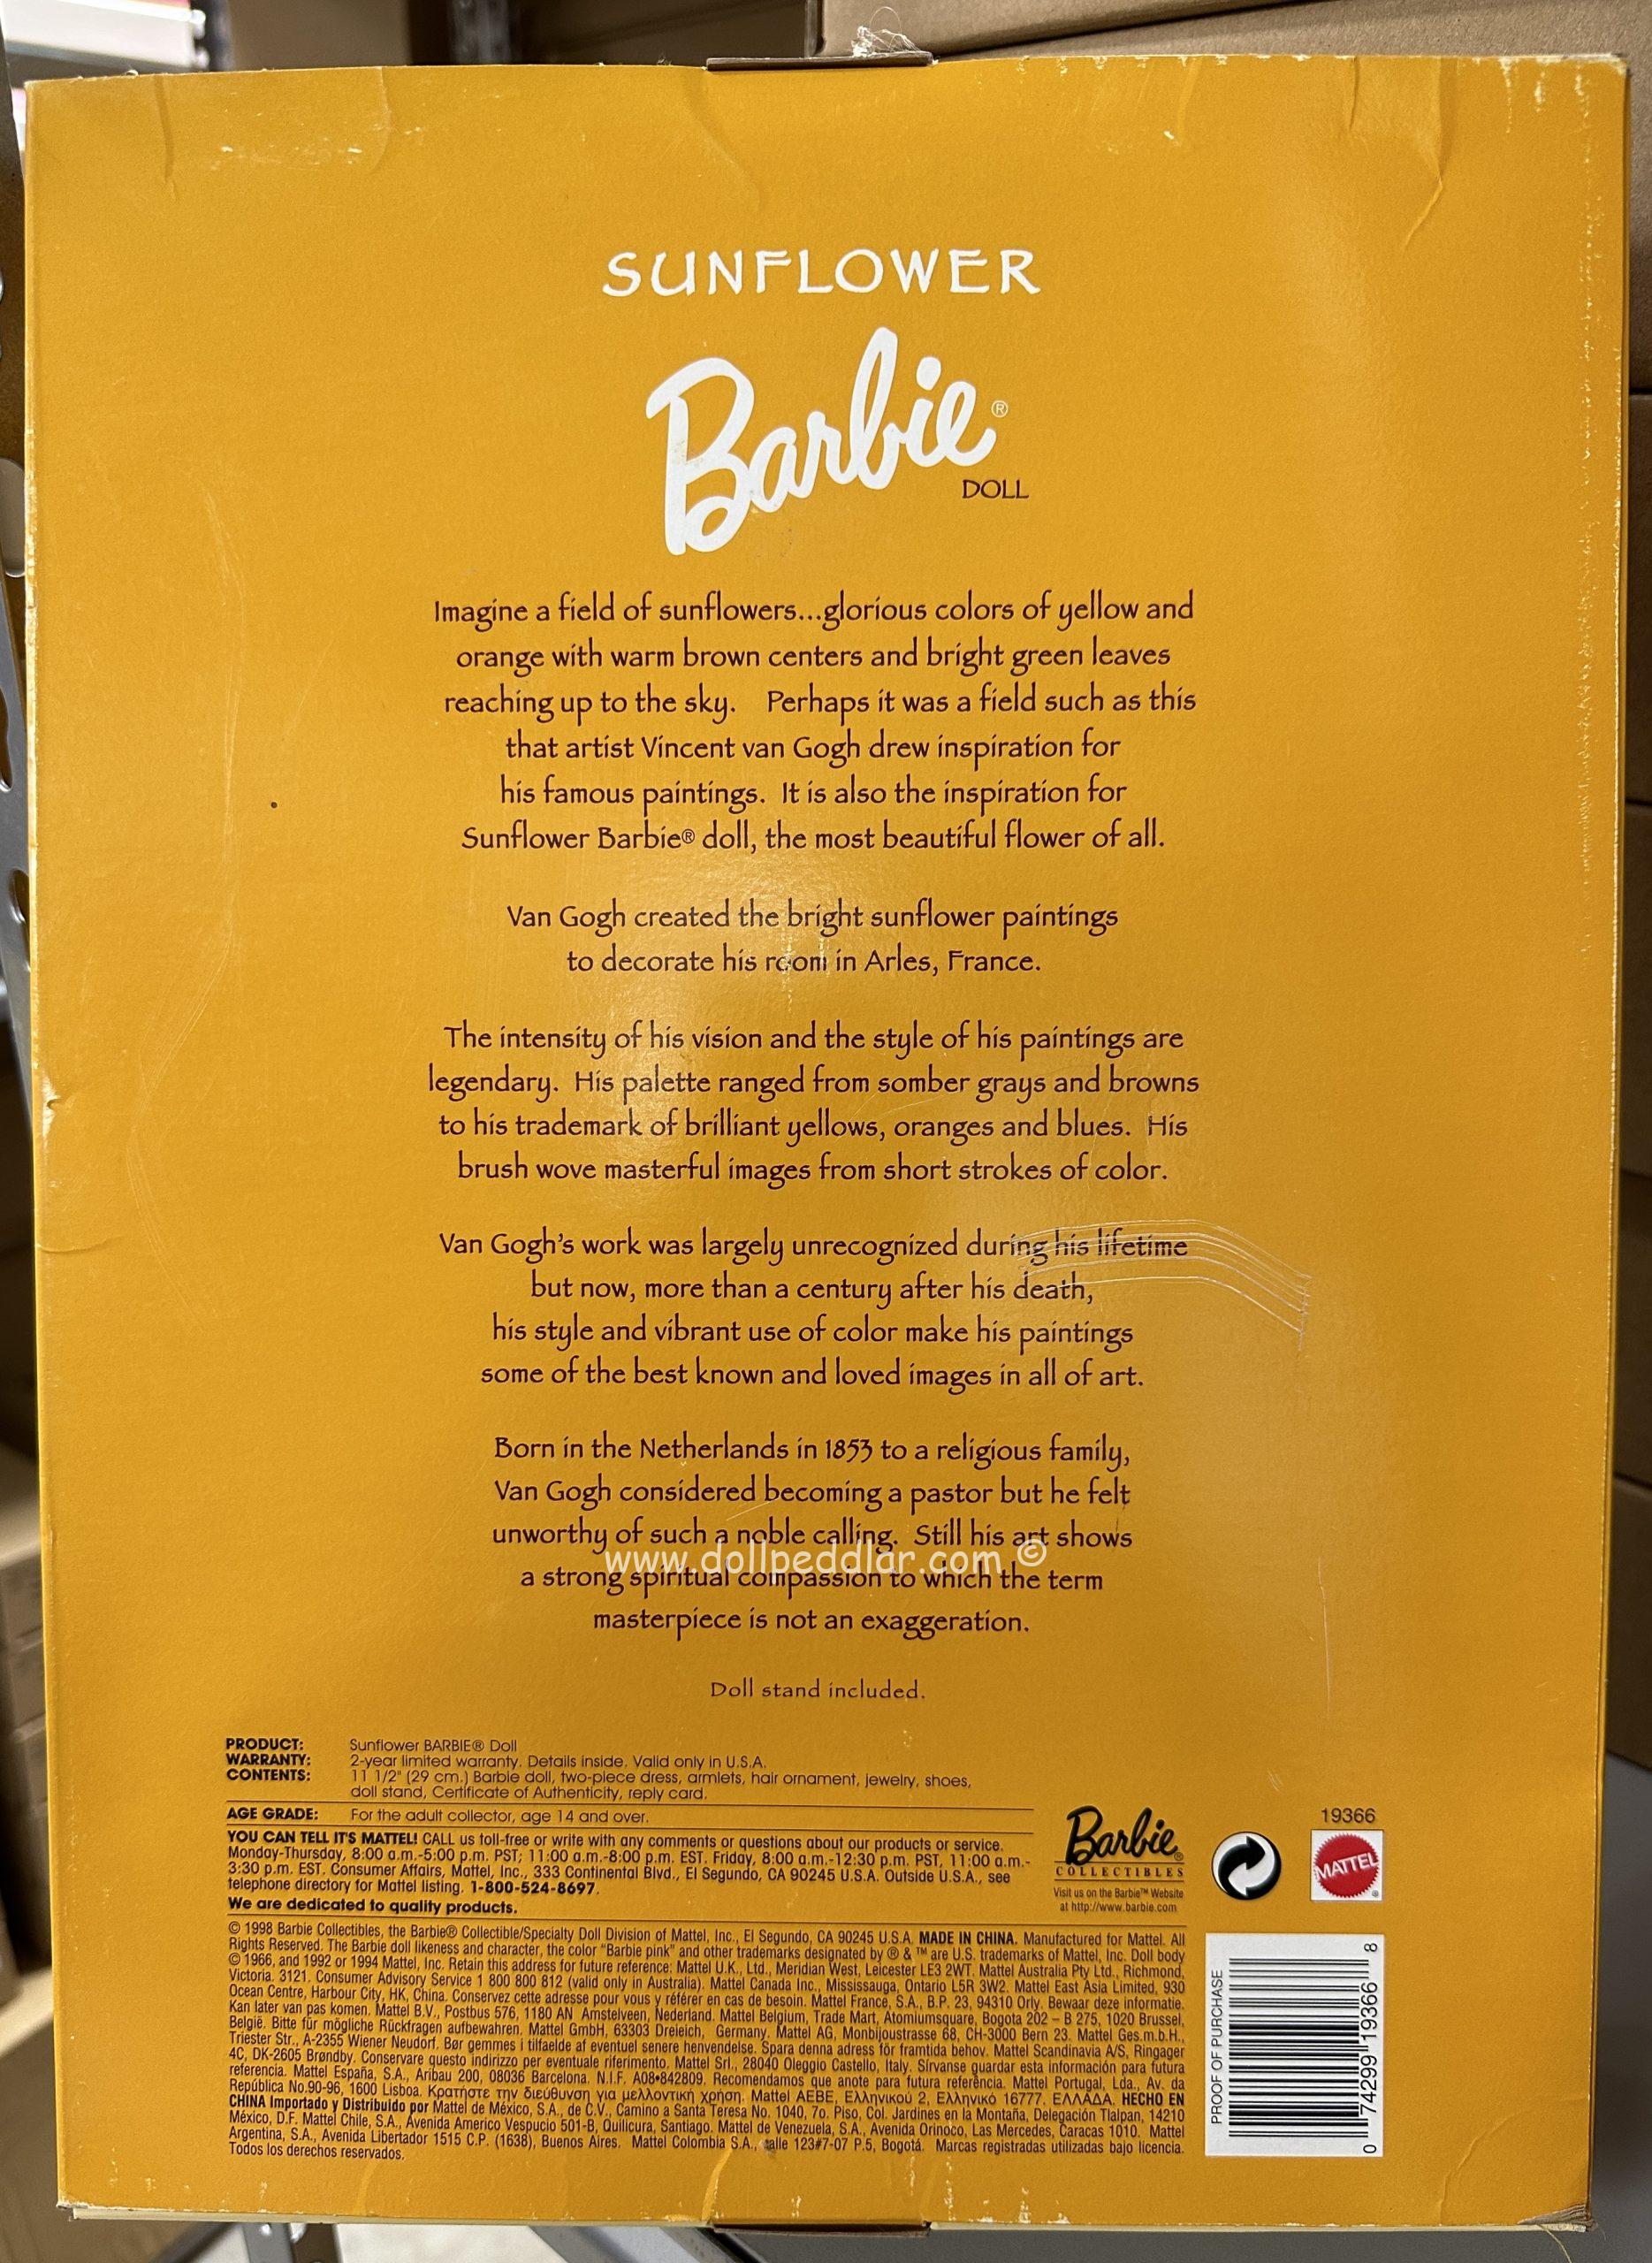 SUNFLOWER
Barbie®
DOLL
Imagine a field of sunflowers...glorious colors of yellow and
orange with warm brown centers and bright green leaves
reaching up to the sky. Perhaps it was a field such as this
that artist Vincent van Gogh drew inspiration for
his famous paintings. It is also the inspiration for
Sunflower Barbie® doll, the most beautiful flower of all.
Van Gogh created the bright sunflower paintings
to decorate his room in Arles, France.
The intensity of his vision and the style of his paintings are
legendary. His palette ranged from somber grays and browns
to his trademark of brilliant yellows, oranges and blues. His
brush wove masterful images from short strokes of color.
Van Gogh's work was largely unrecognized during his lifetime
but now, more than a century after his death,
his style and vibrant use of color make his paintings
some of the best known and loved images in all of art.
Born in the Netherlands in 1853 to a religious family,
Van Gogh considered becoming a pastor but he felt
unworthy of such a noble calling. Still his art shows
www.dollpeddlar.com ©
a strong spiritual compassion to which the term
masterpiece is not an exaggeration.
Doll stand included.
PRODUCT: Sunflower BARBIE® Doll
WARRANTY: 2-year limited warranty. Details inside. Valid only in U.S.A.
CONTENTS: 11 1/2" (29 cm.) Barbie doll, two-piece dress, armlets, hair ornament, jewelry, shoes,
doll stand, Certificate of Authenticity, reply card.
AGE GRADE: For the adult collector, age 14 and over.
YOU CAN TELL IT'S MATTEL! CALL us toll-free or write with any comments or questions about our products or service.
Monday-Thursday, 8:00 a.m.-5:00 p.m. PST; 11:00 a.m.-8:00 p.m. EST. Friday, 8:00 a.m.-12:30 p.m. PST, 11:00 a.m.-
3:30 p.m. EST. Consumer Affairs, Mattel, Inc., 333 Continental Blvd., El Segundo, CA 90245 U.S.A. Outside U.S.A., see
telephone directory for Mattel listing. 1-800-524-8697.
We are dedicated to quality products.
Barbie®
COLLECTIBLES
Visit us on the Barbie™ Website
at http://www.barbie.com
19366
MATTEL®
© 1998 Barbie Collectibles, the Barbie® Collectible/Specialty Doll Division of Mattel, Inc., El Segundo, CA 90245 U.S.A. MADE IN CHINA. Manufactured for Mattel. All
Rights Reserved. The Barbie doll likeness and character, the color "Barbie pink" and other trademarks designated by ® & ™ are U.S. trademarks of Mattel, Inc. Doll body
© 1966, and 1992 or 1994 Mattel, Inc. Retain this address for future reference: Mattel U.K., Ltd., Meridian West, Leicester LE3 2WT. Mattel Australia Pty Ltd., Richmond,
Victoria. 3121. Consumer Advisory Service 1 800 800 812 (valid only in Australia). Mattel Canada Inc., Mississauga, Ontario L5R 3W2. Mattel East Asia Limited, 930
Ocean Centre, Harbour City, HK, China. Conservez cette adresse pour vous y référer en cas de besoin. Mattel France, S.A., B.P. 23, 94310 Orly. Bewaar deze informatie.
Kan later van pas komen. Mattel B.V., Postbus 576, 1180 AN Amstelveen, Nederland. Mattel Belgium, Trade Mart, Atomiumsquare, Bogota 202 – B 275, 1020 Brussel,
België. Bitte für mögliche Rückfragen aufbewahren. Mattel GmbH, 63303 Dreieich, Germany. Mattel AG, Monbijoustrasse 68, CH-3000 Bern 23. Mattel Ges.m.b.H.,
Triester Str., A-2355 Wiener Neudorf. Bør gemmes i tilfaelde af eventuel senere henvendelse. Spara denna adress för framtida behov. Mattel Scandinavia A/S, Ringager
4C, DK-2605 Brøndby. Conservare questo indirizzo per eventuale riferimento. Mattel Srl., 28040 Oleggio Castello, Italy. Sírvanse guardar esta información para futura
referencia. Mattel España, S.A., Aribau 200, 08036 Barcelona. N.I.F. A08•842809. Recomendamos que anote para futura referência. Mattel Portugal, Lda., Av. da
República No.90-96, 1600 Lisboa. Κρατήστε την διεύθυνση για μελλοντική χρήση. Mattel AEBE, Ελληνικού 2, Ελληνικό 16777. ΕΛΛΑΔΑ. HECHO EN
CHINA Importado y Distribuido por Mattel de México, S.A., de C.V., Camino a Santa Teresa No. 1040, 7o. Piso, Col. Jardines en la Montaña, Delegación Tlalpan, 14210
México, D.F. Mattel Chile, S.A., Avenida Americo Vespucio 501-B, Quilicura, Santiago. Mattel de Venezuela, S.A., Avenida Orinoco, Las Mercedes, Caracas 1010. Mattel
Argentina, S.A., Avenida Libertador 1515 C.P. (1638), Buenos Aires. Mattel Colombia S.A., calle 123#7-07 P.5, Bogotá. Marcas registradas utilizadas bajo licencia.
Todos los derechos reservados.
PROOF OF PURCHASE
0 74299 19366 8